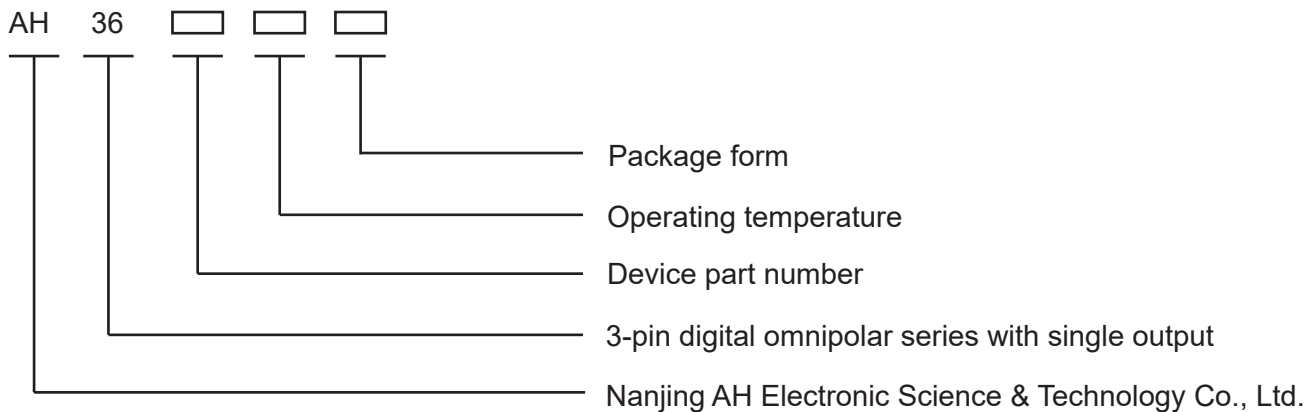 AH 36
Package form
Operating temperature
Device part number
3-pin digital omnipolar series with single output
Nanjing AH Electronic Science & Technology Co., Ltd.